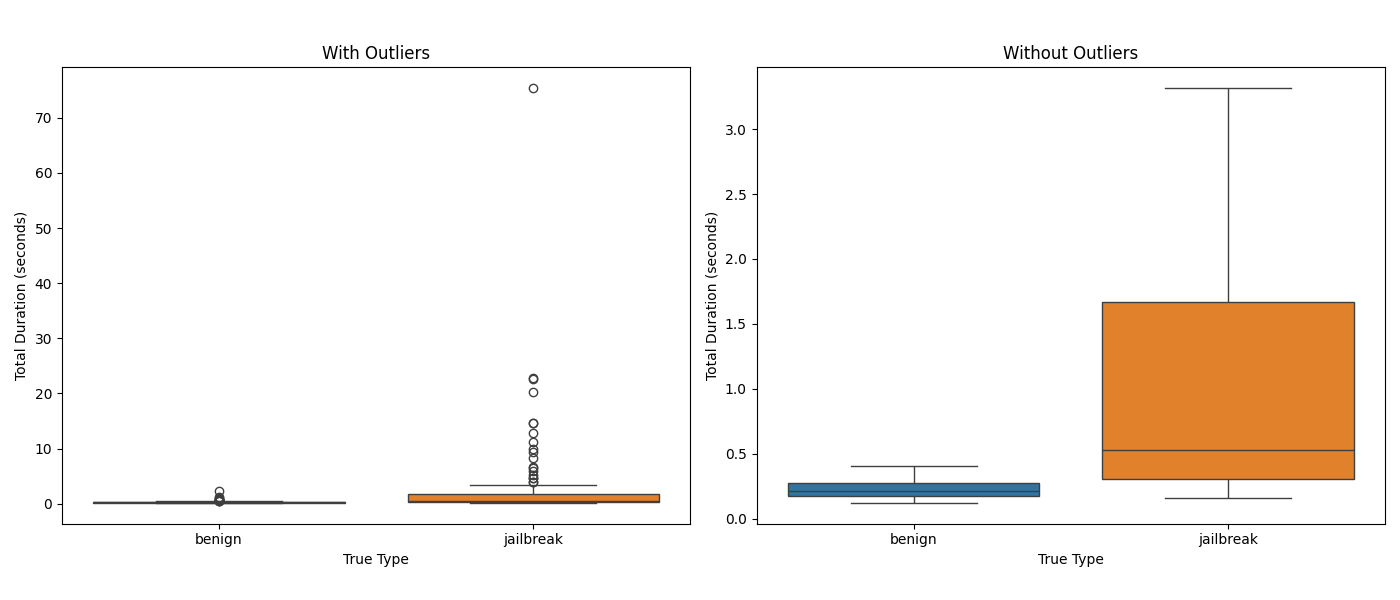 With Outliers
Total Duration (seconds)
70
60
50
40
30
20
10
0
benign
jailbreak
True Type
Without Outliers
Total Duration (seconds)
3.0
2.5
2.0
1.5
1.0
0.5
0.0
benign
jailbreak
True Type